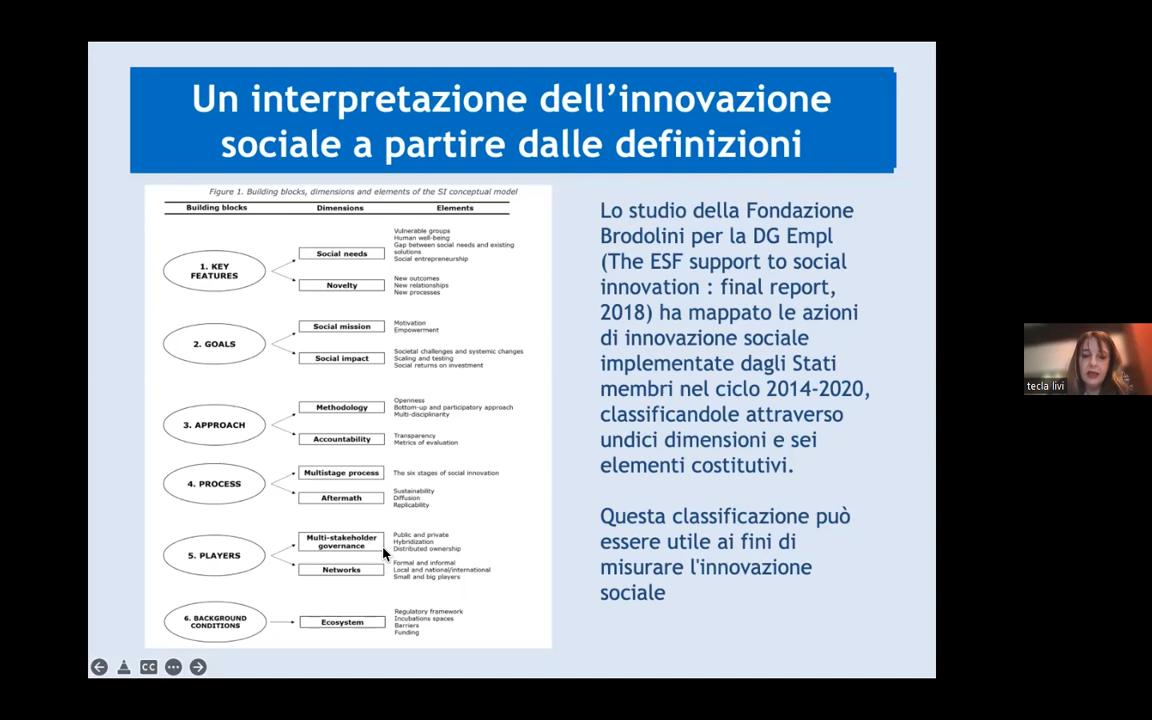 Un interpretazione dell’innovazione
sociale a partire dalle definizioni
Figure 1. Building blocks, dimensions and elements of the SI conceptual model
Building blocks
Dimensions
Elements
1. KEY
FEATURES
Social needs
Vulnerable groups
Human well-being
Gap between social needs and existing
solutions
Social entrepreneurship
Novelty
New outcomes
New relationships
New processes
2. GOALS
Social mission
Motivation
Empowerment
Social impact
Societal challenges and systemic changes
Scaling and testing
Social returns on investment
3. APPROACH
Methodology
Openness
Bottom-up and participatory approach
Multi-disciplinarity
Accountability
Transparency
Metrics of evaluation
4. PROCESS
Multistage process
The six stages of social innovation
Aftermath
Sustainability
Diffusion
Replicability
5. PLAYERS
Multi-stakeholder
governance
Public and private
Hybridization
Distributed ownership
Networks
Formal and informal
Local and national/international
Small and big players
6. BACKGROUND
CONDITIONS
Ecosystem
Regulatory framework
Incubations spaces
Barriers
Funding
Lo studio della Fondazione
Brodolini per la DG Empl
(The ESF support to social
innovation : final report,
2018) ha mappato le azioni
di innovazione sociale
implementate dagli Stati
membri nel ciclo 2014-2020,
classificandole attraverso
undici dimensioni e sei
elementi costitutivi.
Questa classificazione può
essere utile ai fini di
misurare l'innovazione
sociale
CC
tecla livi